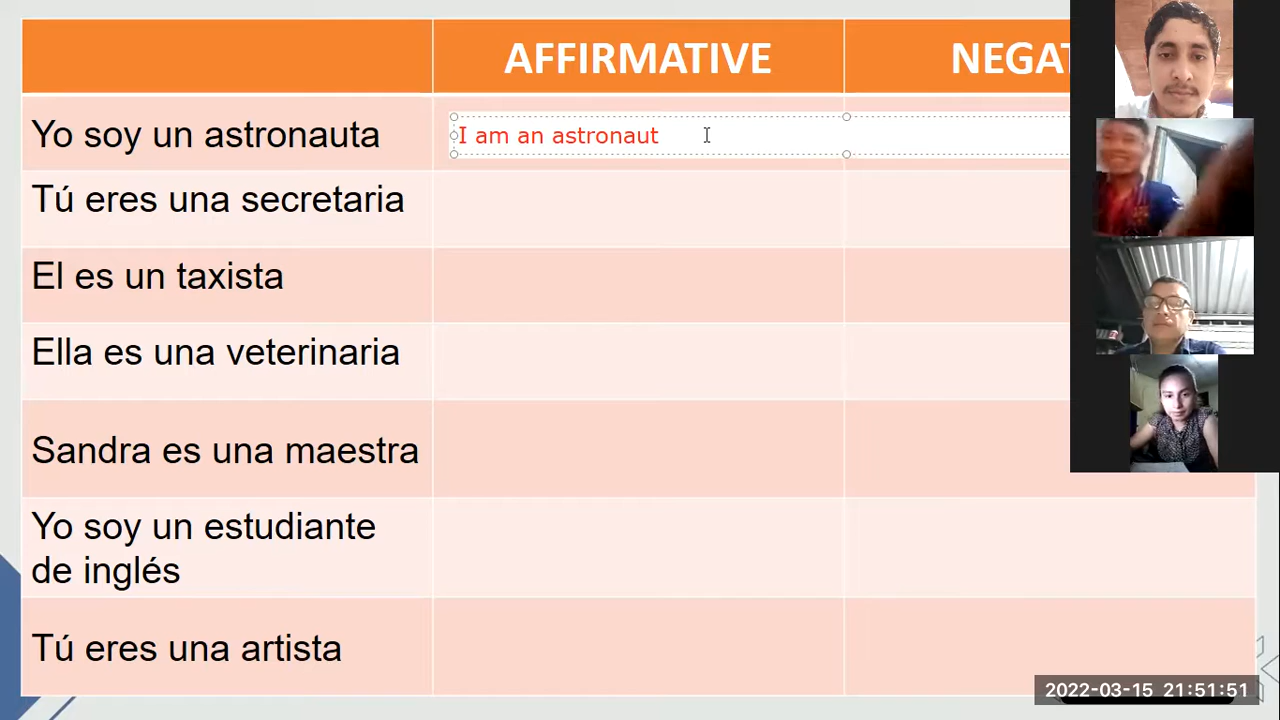 AFFIRMATIVE NEGAT
Yo soy un astronauta I am an astronaut
Tú eres una secretaria
El es un taxista
Ella es una veterinaria
Sandra es una maestra
Yo soy un estudiante
de inglés
Tú eres una artista
2022-03-15 21:51:51